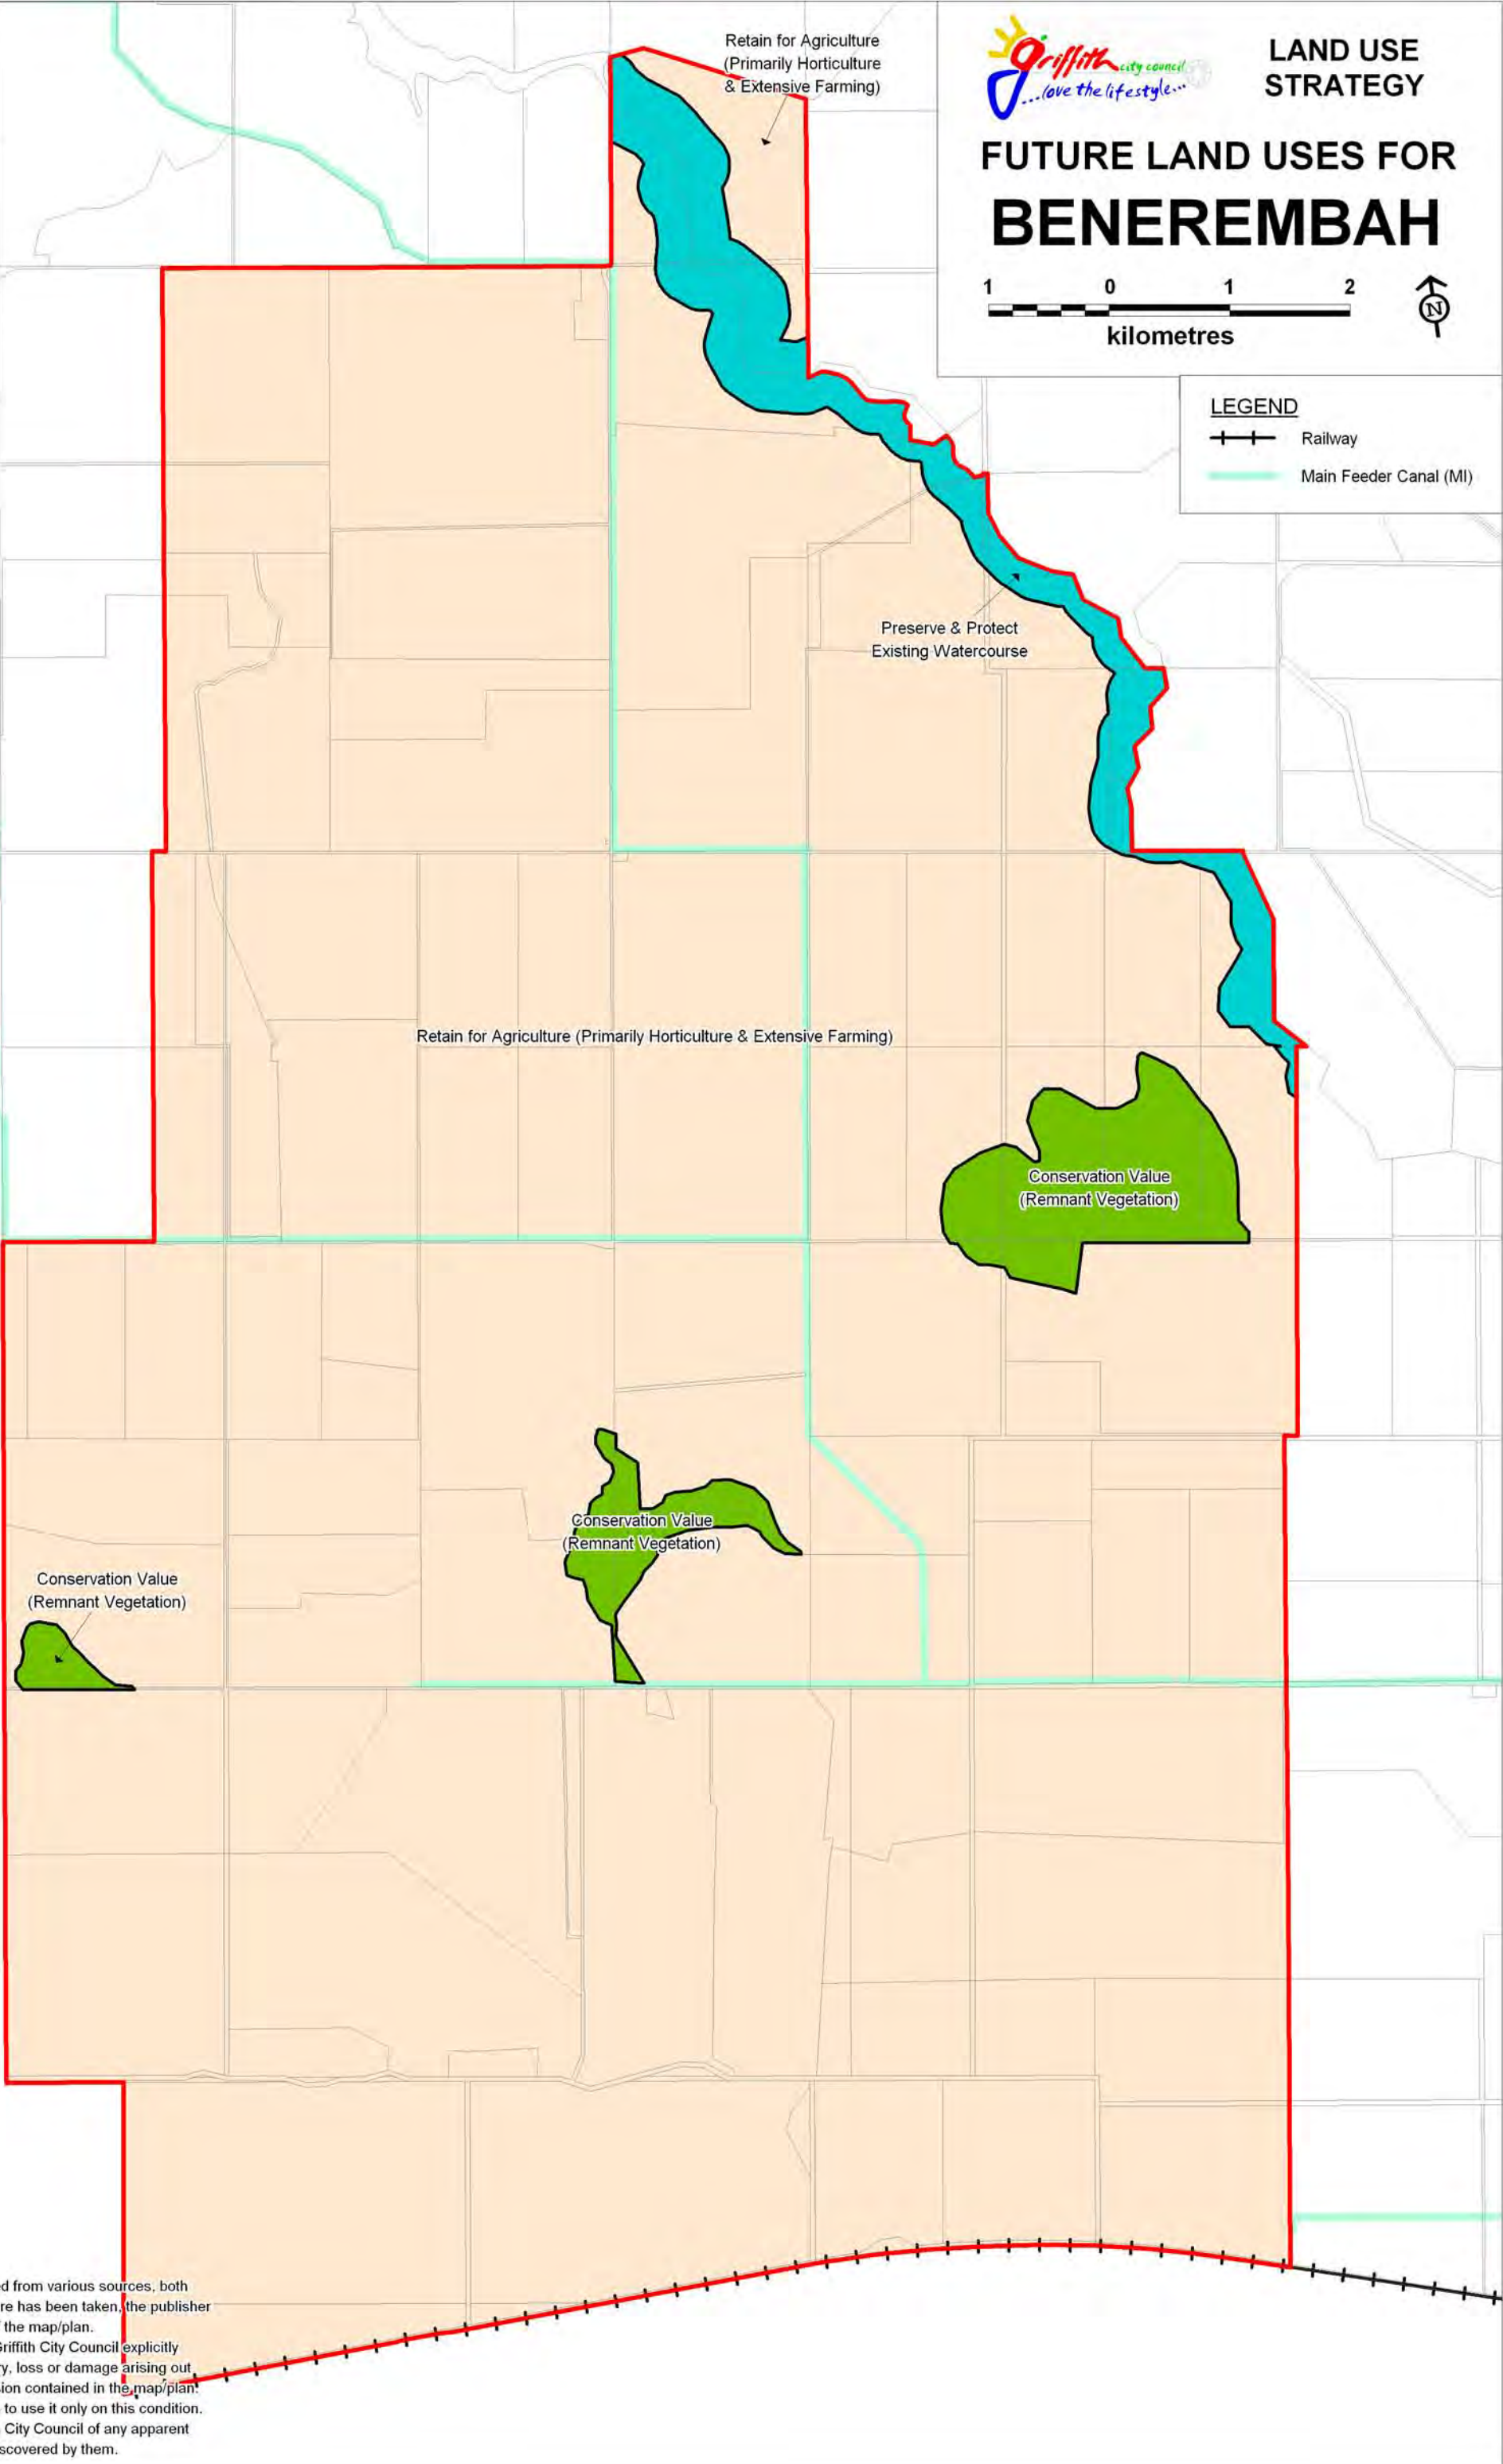 Griffith city council
...love the lifestyle...
LAND USE
STRATEGY
FUTURE LAND USES FOR
BENEREMBAH
1 0 1 2
kilometres
N
LEGEND
Railway
Main Feeder Canal (MI)
Retain for Agriculture
(Primarily Horticulture
& Extensive Farming)
Preserve & Protect
Existing Watercourse
Retain for Agriculture (Primarily Horticulture & Extensive Farming)
Conservation Value
(Remnant Vegetation)
Conservation Value
(Remnant Vegetation)
Conservation Value
(Remnant Vegetation)
d from various sources, both
re has been taken, the publisher
the map/plan.
Griffith City Council explicitly
y, loss or damage arising out
ion contained in the map/plan.
to use it only on this condition.
City Council of any apparent
scovered by them.